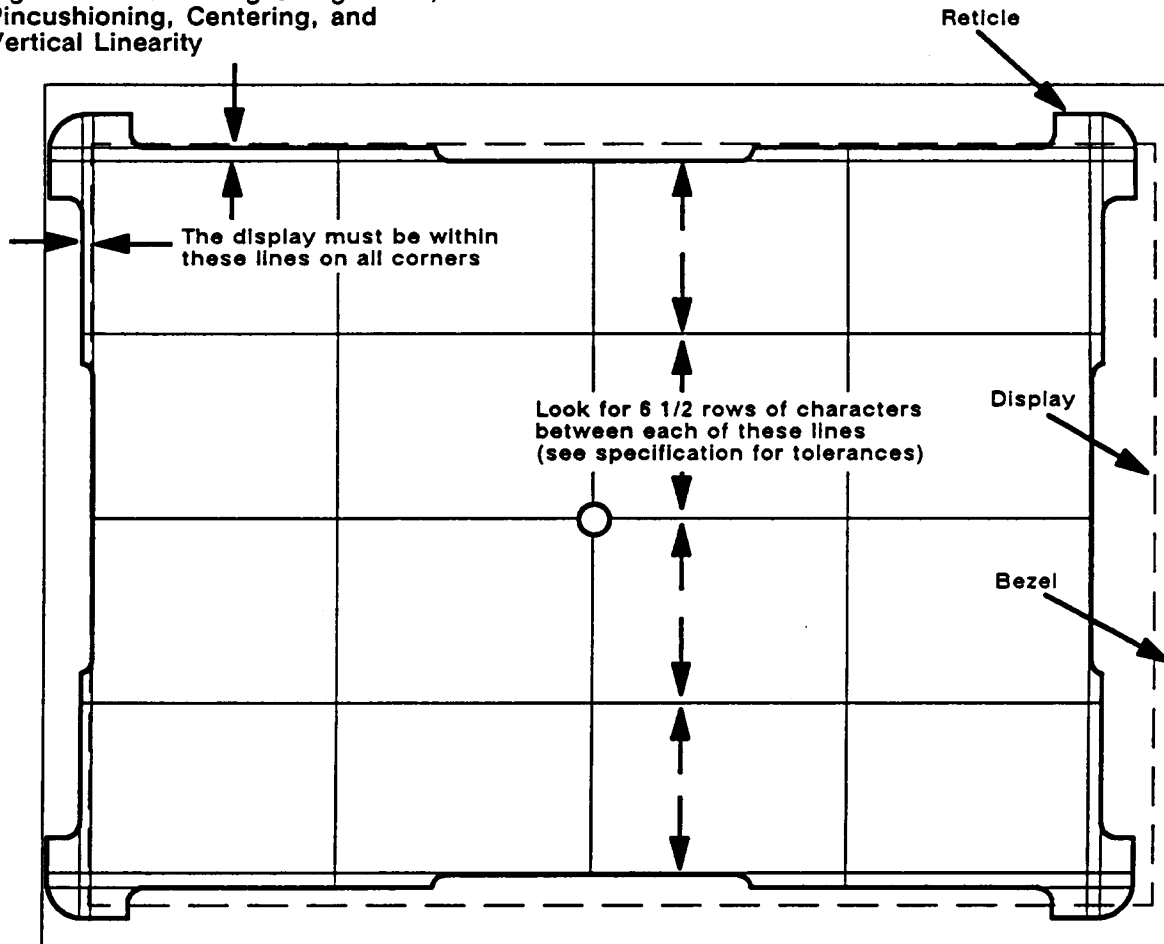 Pincushioning, Centering, and
Vertical Linearity
Reticle
The display must be within
these lines on all corners
Look for 6 1/2 rows of characters
between each of these lines
(see specification for tolerances)
Display
Bezel